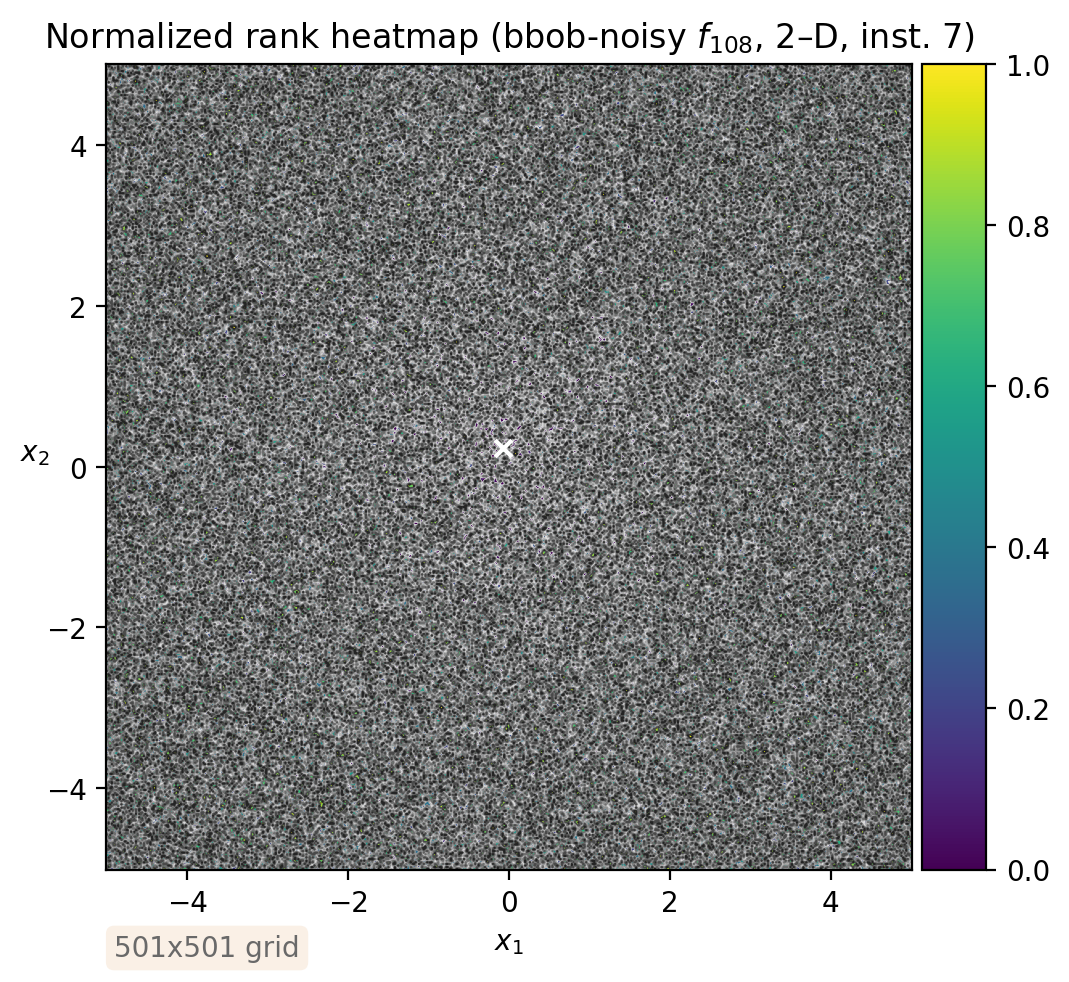 Normalized rank heatmap (bbob-noisy f₁₀₈, 2–D, inst. 7)
1.0
4
0.8
2
0.6
x₂
0
0.4
−2
0.2
−4
0.0
−4 −2 0 2 4
x₁
501x501 grid